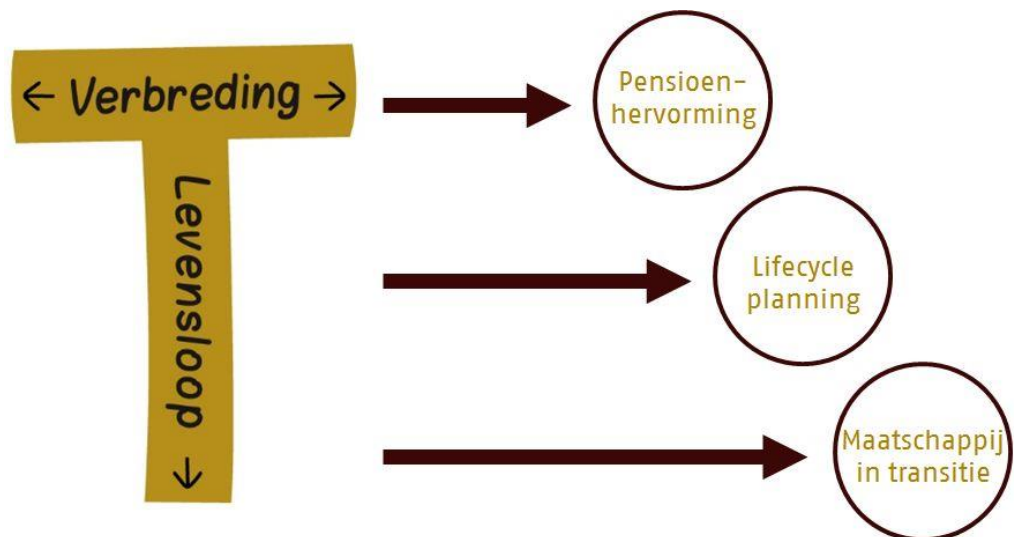 ← Verbreding →
Levensloop →
Pensioen-
hervorming
Lifecycle
planning
Maatschappij
in transitie